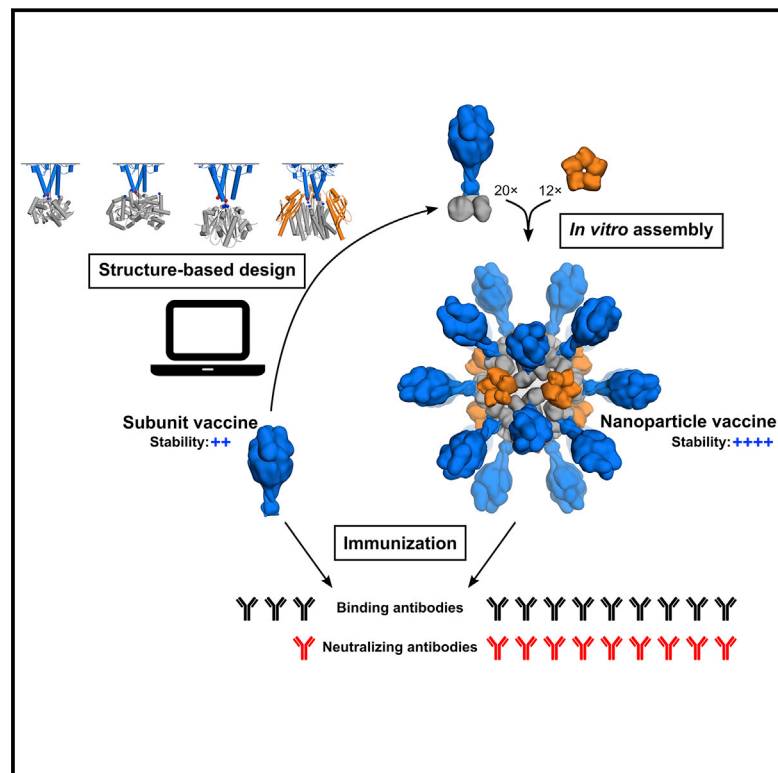 20×
12×
In vitro assembly
Structure-based design
Subunit vaccine
Stability:++
Nanoparticle vaccine
Stability:++++
Immunization
Binding antibodies
Neutralizing antibodies